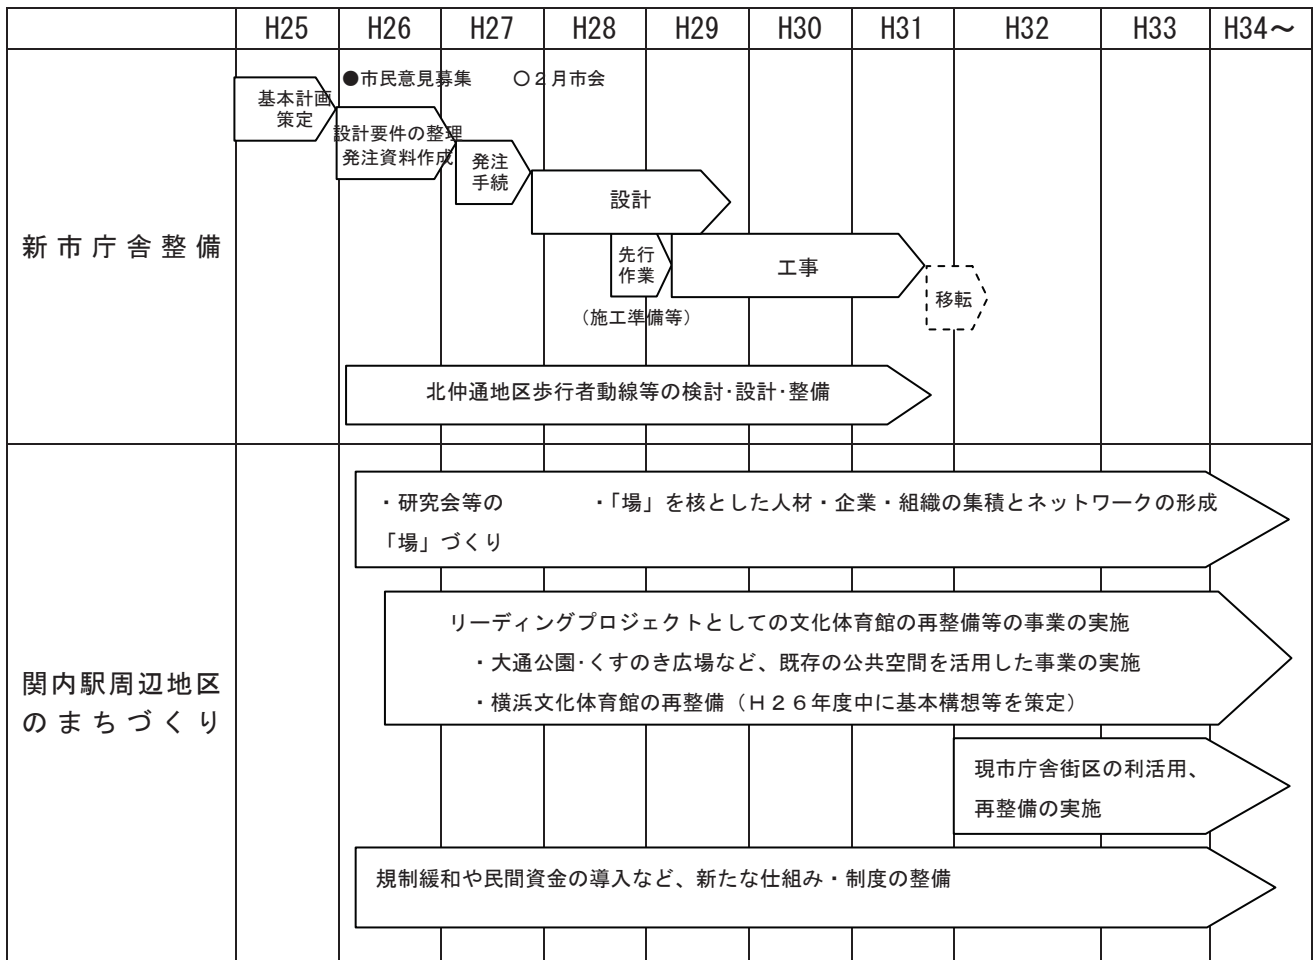 H25 H26 H27 H28 H29 H30 H31 H32 H33 H34～
新市庁舎整備
●市民意見募集 ○２月市会
基本計画
策定
設計要件の整理
発注資料作成
発注
手続
設計
先行
作業
工事
移転
（施工準備等）
北仲通地区歩行者動線等の検討･設計･整備
関内駅周辺地区
のまちづくり
・研究会等の ・「場」を核とした人材・企業・組織の集積とネットワークの形成
「場」づくり
リーディングプロジェクトとしての文化体育館の再整備等の事業の実施
・大通公園･くすのき広場など、既存の公共空間を活用した事業の実施
・横浜文化体育館の再整備（Ｈ２６年度中に基本構想等を策定）
現市庁舎街区の利活用、
再整備の実施
規制緩和や民間資金の導入など、新たな仕組み・制度の整備